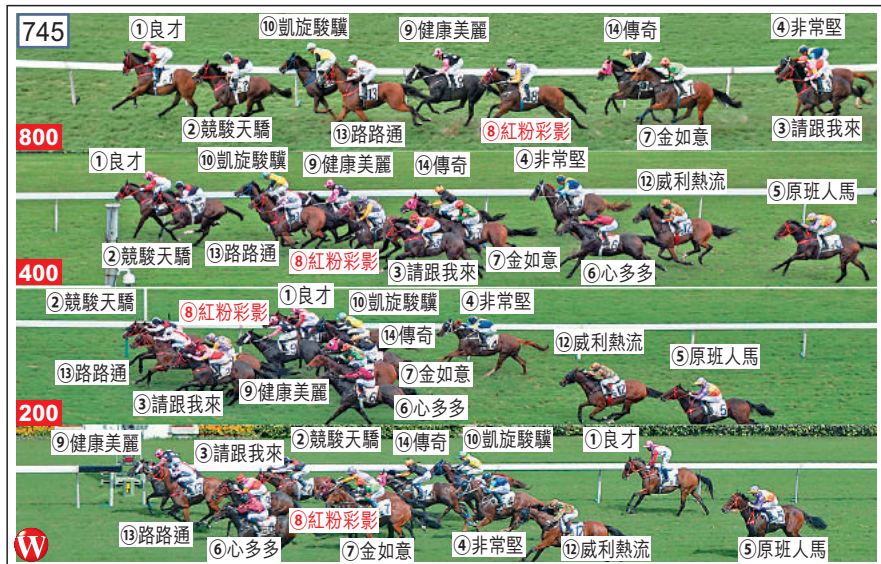 745
①良才
⑩凱旋駿驥
⑨健康美麗
⑭傳奇
④非常堅
②競駿天驕
⑬路路通
⑧紅粉彩影
⑦金如意
③請跟我來
800
①良才
⑩凱旋駿驥
⑨健康美麗
⑭傳奇
④非常堅
⑫威利熱流
⑤原班人馬
②競駿天驕
⑬路路通
⑧紅粉彩影
③請跟我來
⑦金如意
⑥心多多
400
②競駿天驕
⑧紅粉彩影
①良才
⑩凱旋駿驥
④非常堅
⑭傳奇
⑫威利熱流
⑤原班人馬
⑬路路通
③請跟我來
⑨健康美麗
⑦金如意
⑥心多多
200
⑨健康美麗
③請跟我來
②競駿天驕
⑭傳奇
⑩凱旋駿驥
①良才
⑬路路通
⑥心多多
⑧紅粉彩影
⑦金如意
④非常堅
⑫威利熱流
⑤原班人馬
W